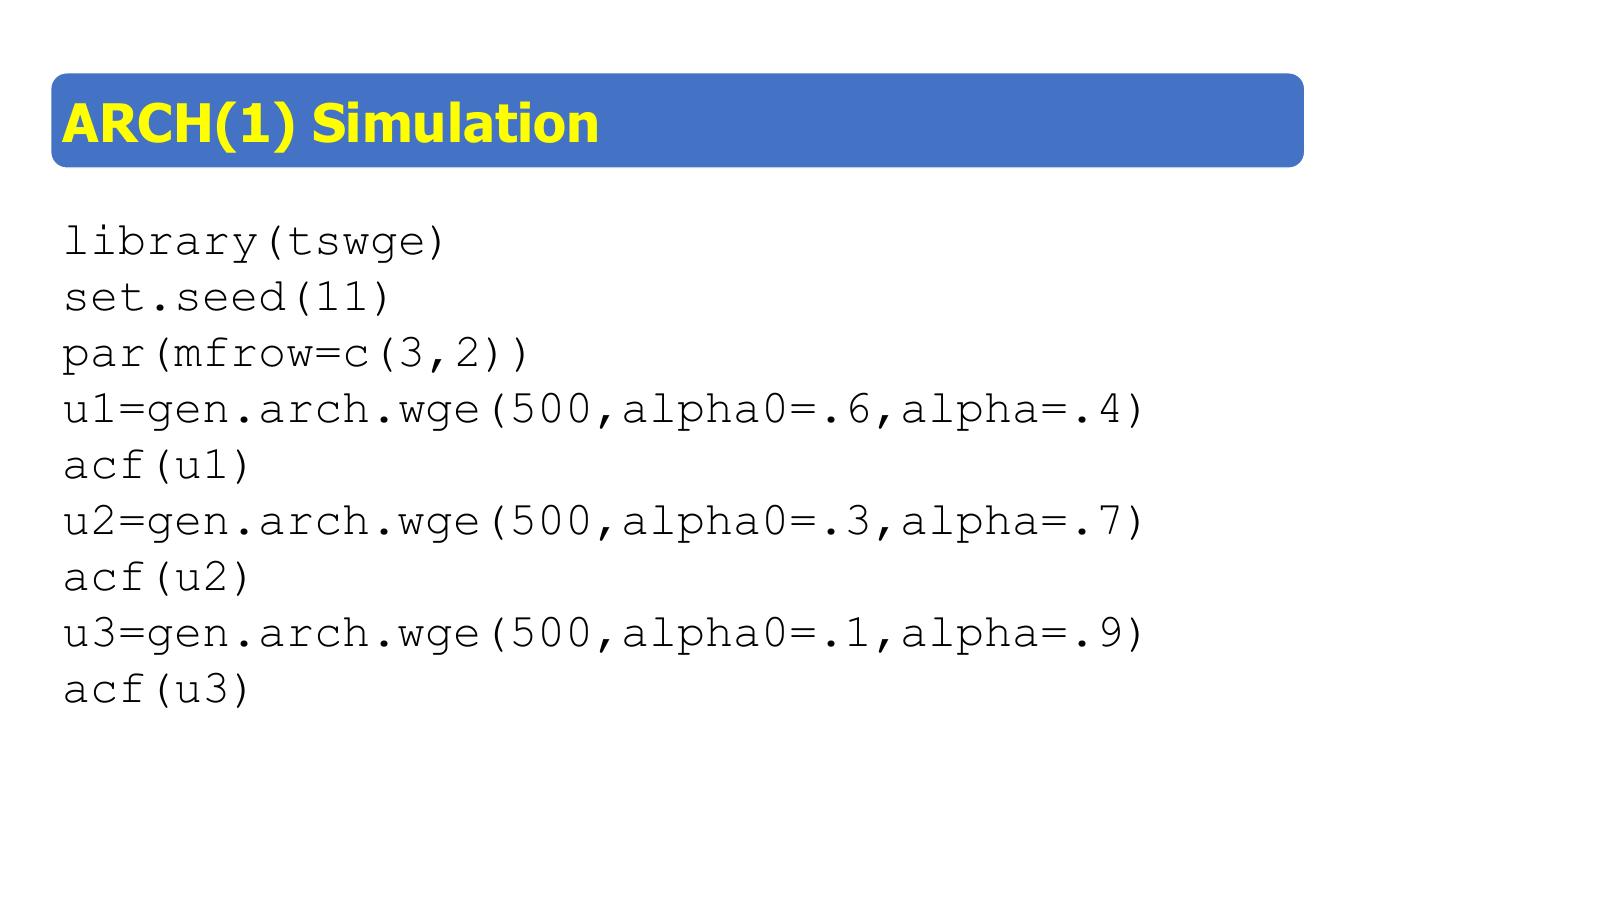 ARCH(1) Simulation
library(tswge)
set.seed(11)
par(mfrow=c(3,2))
u1=gen.arch.wge(500,alpha0=.6,alpha=.4)
acf(u1)
u2=gen.arch.wge(500,alpha0=.3,alpha=.7)
acf(u2)
u3=gen.arch.wge(500,alpha0=.1,alpha=.9)
acf(u3)